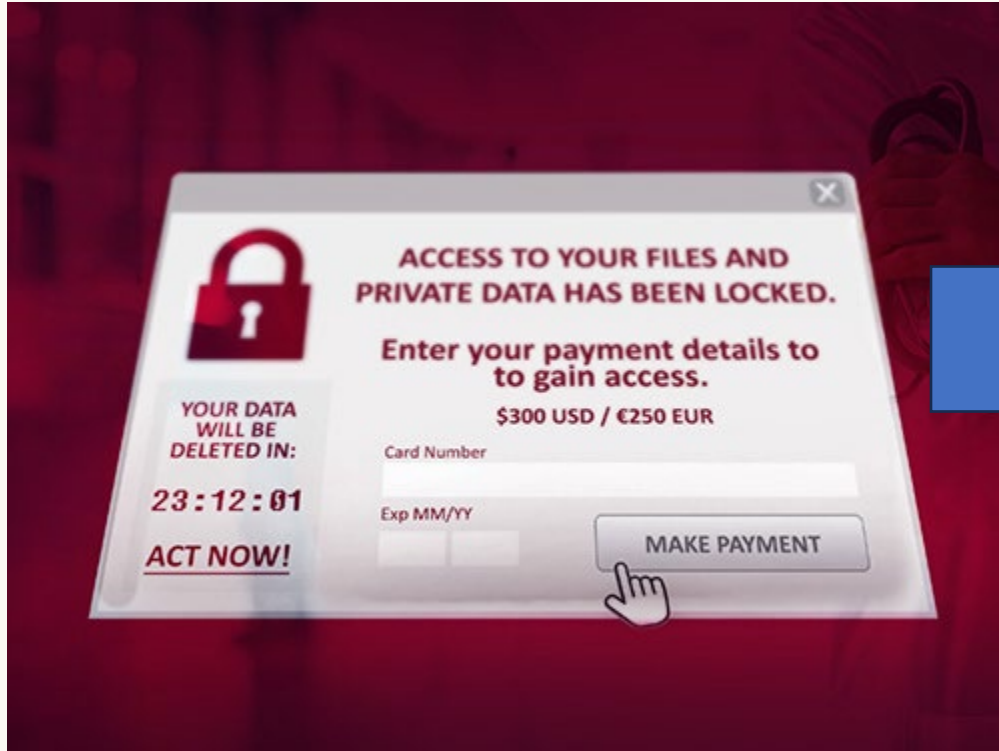 ACCESS TO YOUR FILES AND
PRIVATE DATA HAS BEEN LOCKED.
Enter your payment details to
to gain access.
$300 USD / €250 EUR
Card Number
Exp MM/YY
MAKE PAYMENT
YOUR DATA
WILL BE
DELETED IN:
23:12:01
ACT NOW!